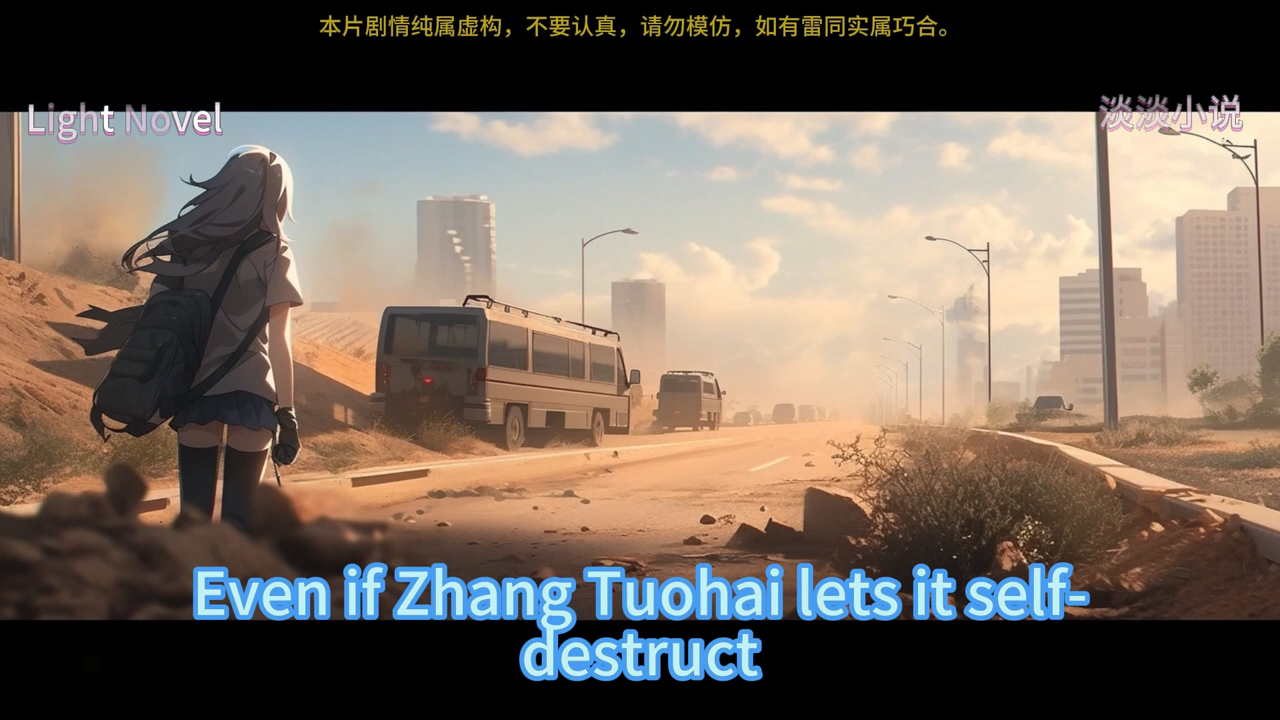 本片剧情纯属虚构，不要认真，请勿模仿，如有雷同实属巧合。
Light Novel
淡淡小说
Even if Zhang Tuohai lets it self-
destruct